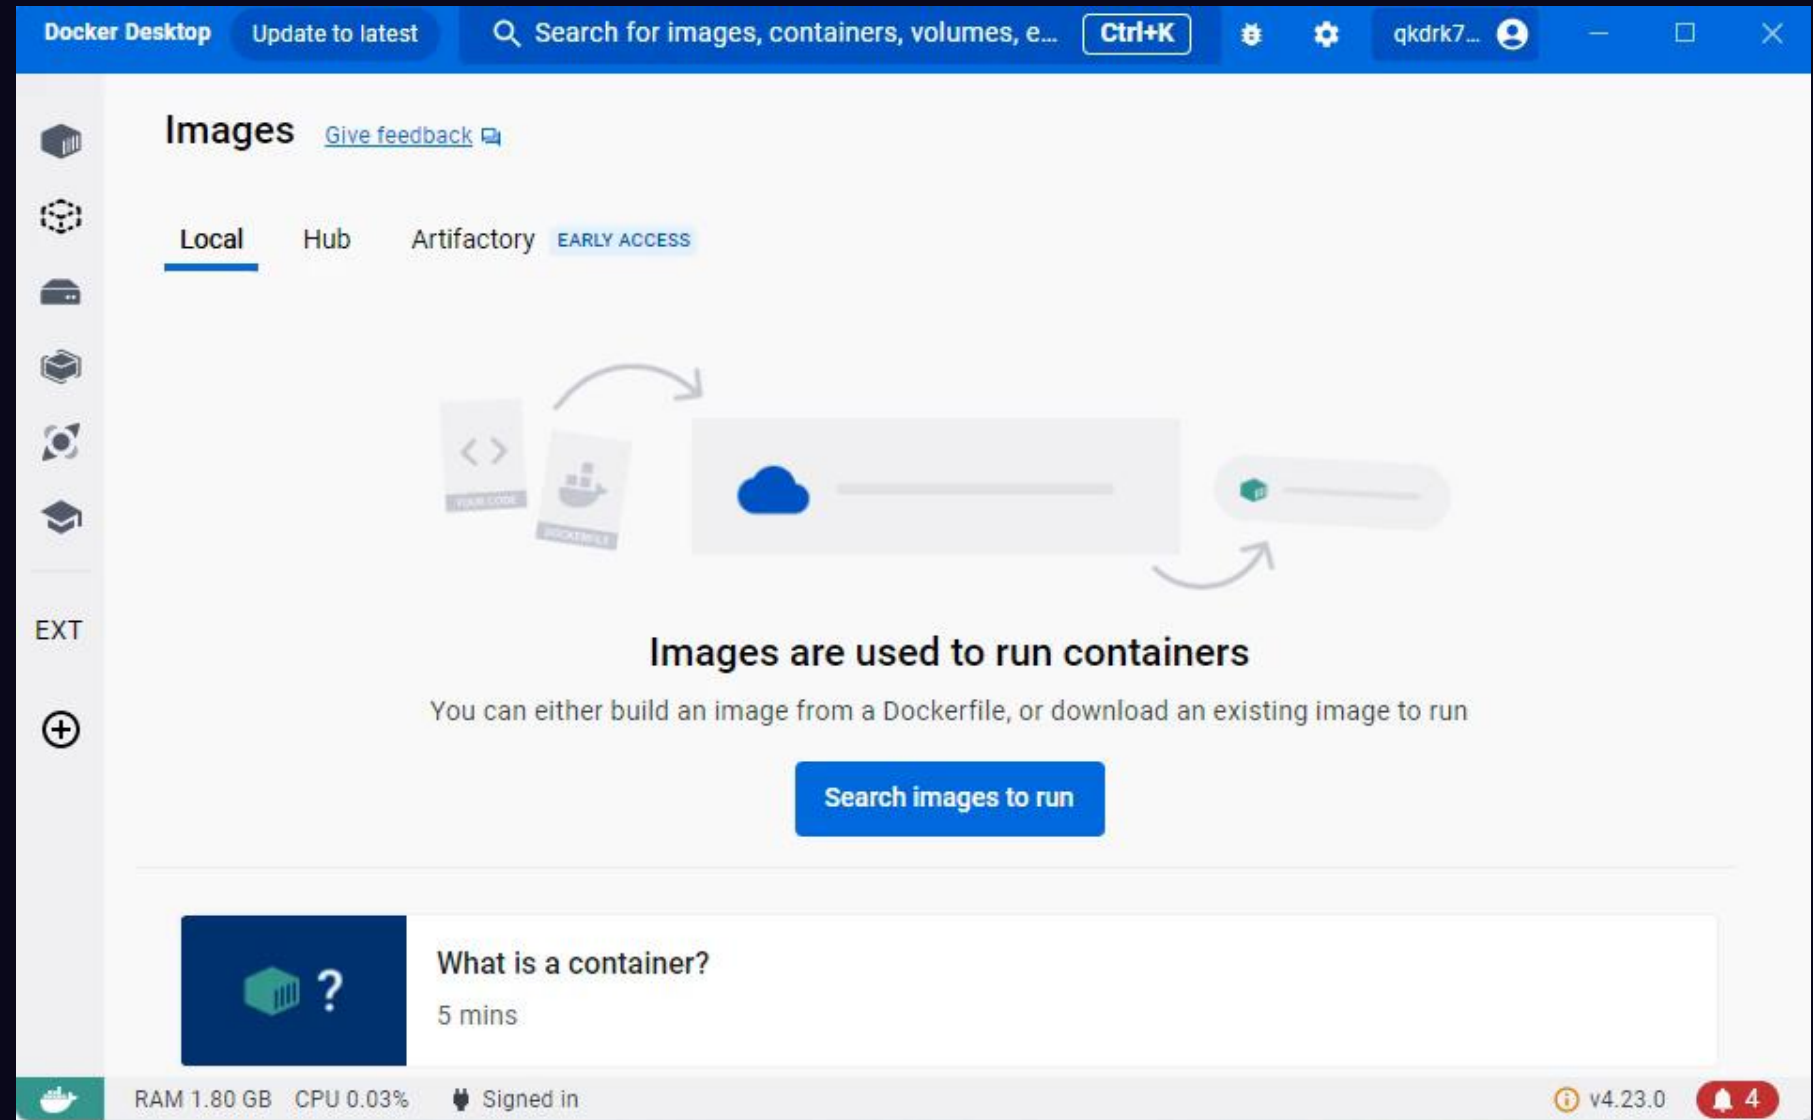 Docker Desktop Update to latest Search for images, containers, volumes, e... Ctrl+K qkdrk7...
Images Give feedback
Local Hub Artifactory EARLY ACCESS
YOUR CODE
DOCKERFILE
Images are used to run containers
You can either build an image from a Dockerfile, or download an existing image to run
Search images to run
EXT
What is a container?
5 mins
RAM 1.80 GB CPU 0.03% Signed in v4.23.0 4